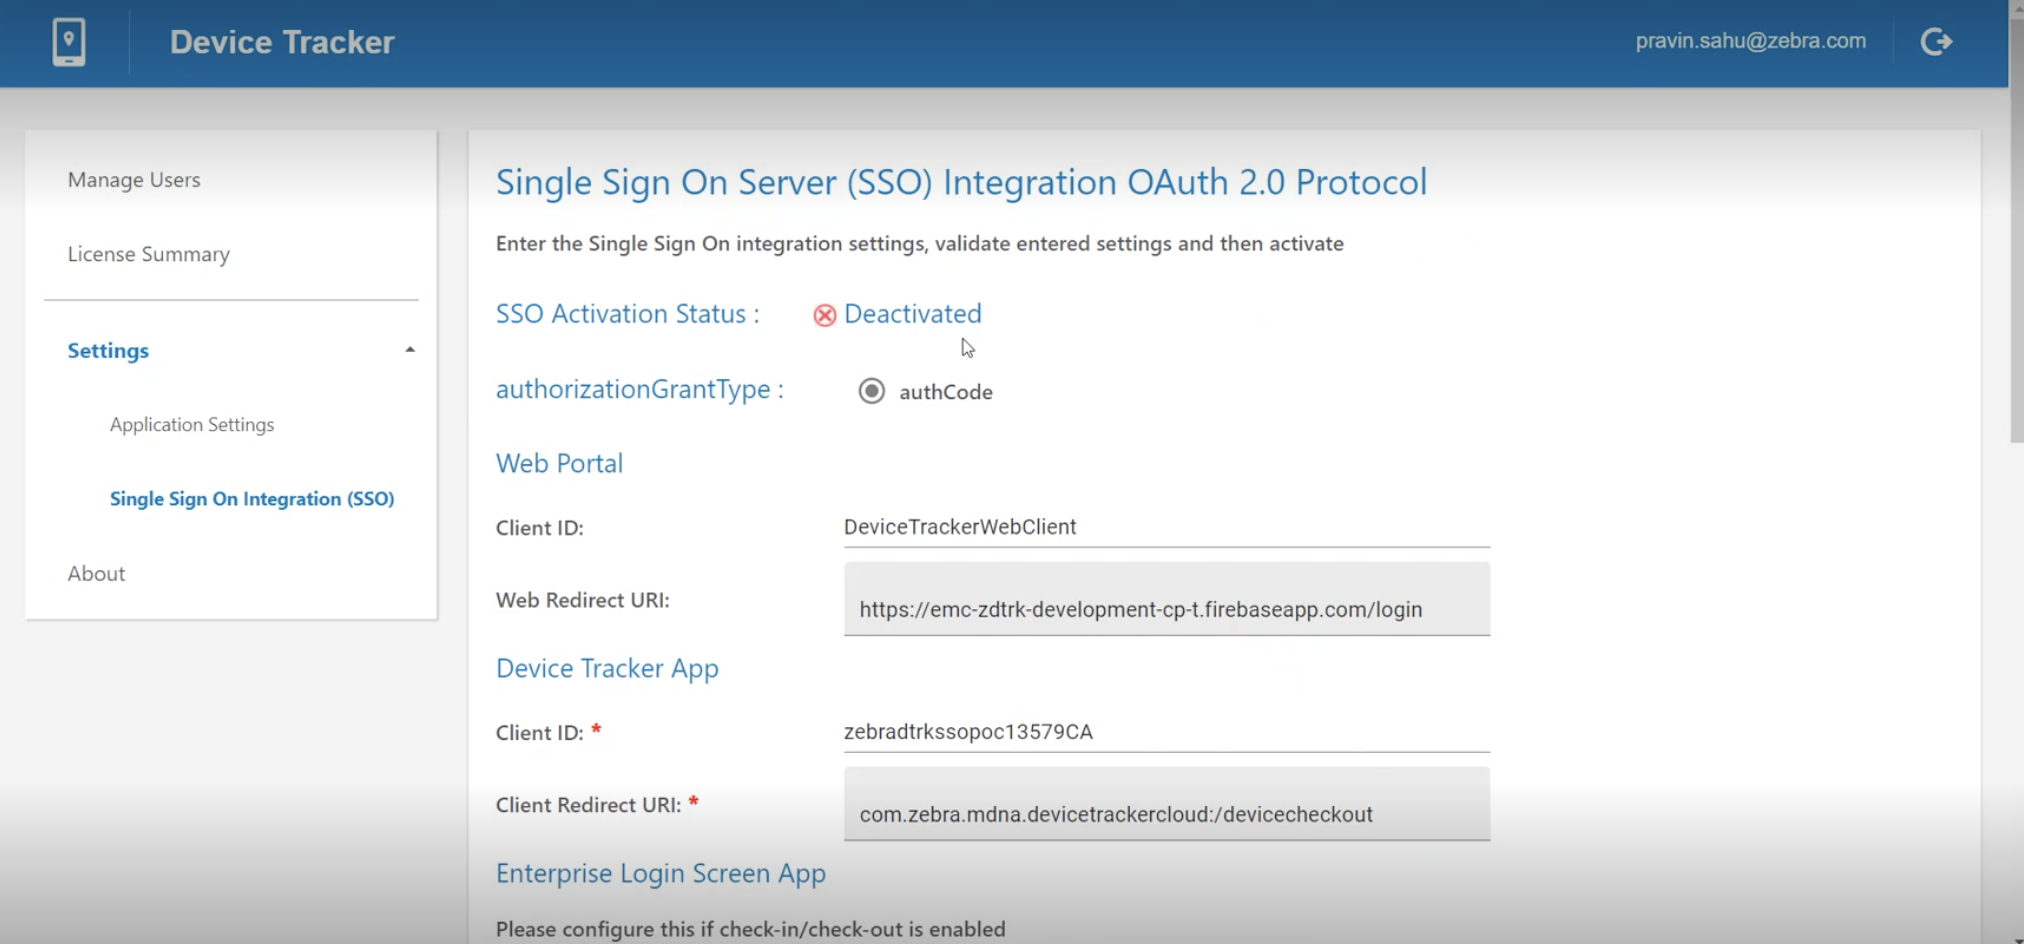 Device Tracker
pravin.sahu@zebra.com
Manage Users
License Summary
Settings
Application Settings
Single Sign On Integration (SSO)
About
Single Sign On Server (SSO) Integration OAuth 2.0 Protocol
Enter the Single Sign On integration settings, validate entered settings and then activate
SSO Activation Status : Deactivated
authorizationGrantType : authCode
Web Portal
Client ID: DeviceTrackerWebClient
Web Redirect URI: https://emc-zdtrk-development-cp-t.firebaseapp.com/login
Device Tracker App
Client ID: * zebradtrkssopoc13579CA
Client Redirect URI: * com.zebra.mdna.devicetrackercloud:/devicecheckout
Enterprise Login Screen App
Please configure this if check-in/check-out is enabled